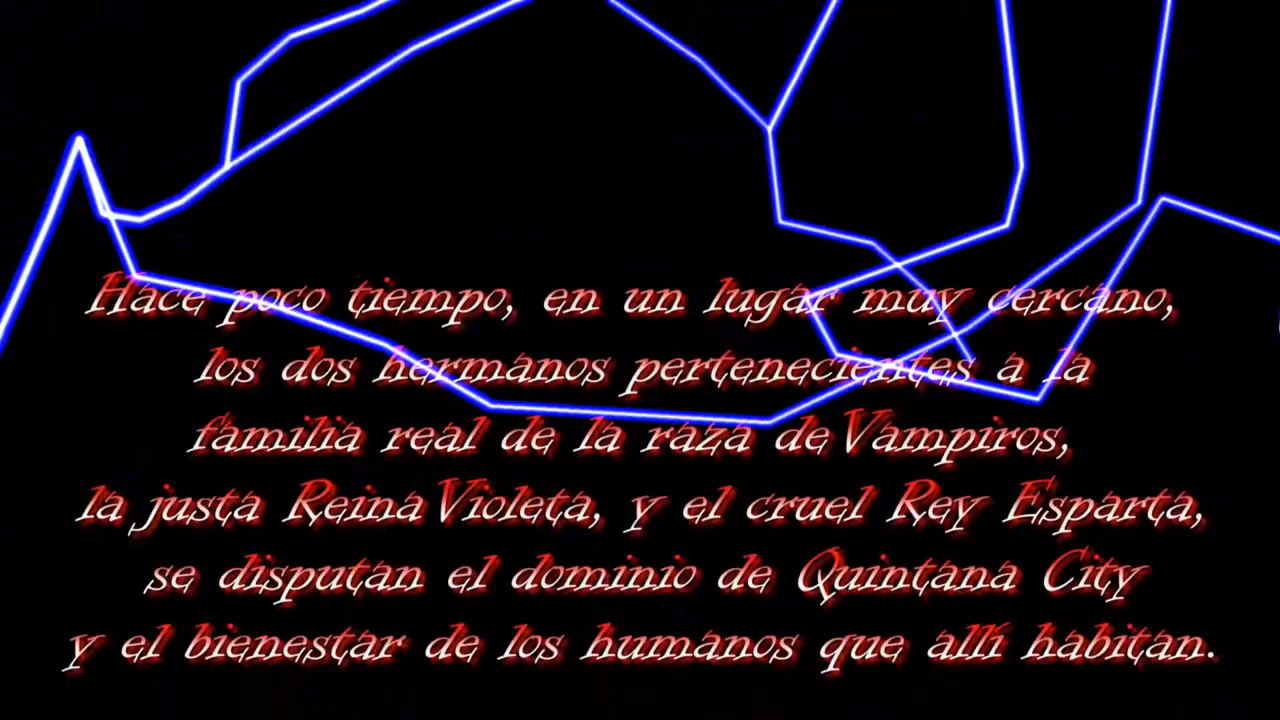 Hace poco tiempo, en un lugar muy cercano,
los dos hermanos pertenecientes a la
familia real de la raza de Vampiros,
la justa Reina Violeta, y el cruel Rey Esparta,
se disputan el dominio de Quintana City
y el bienestar de los humanos que allí habitan.